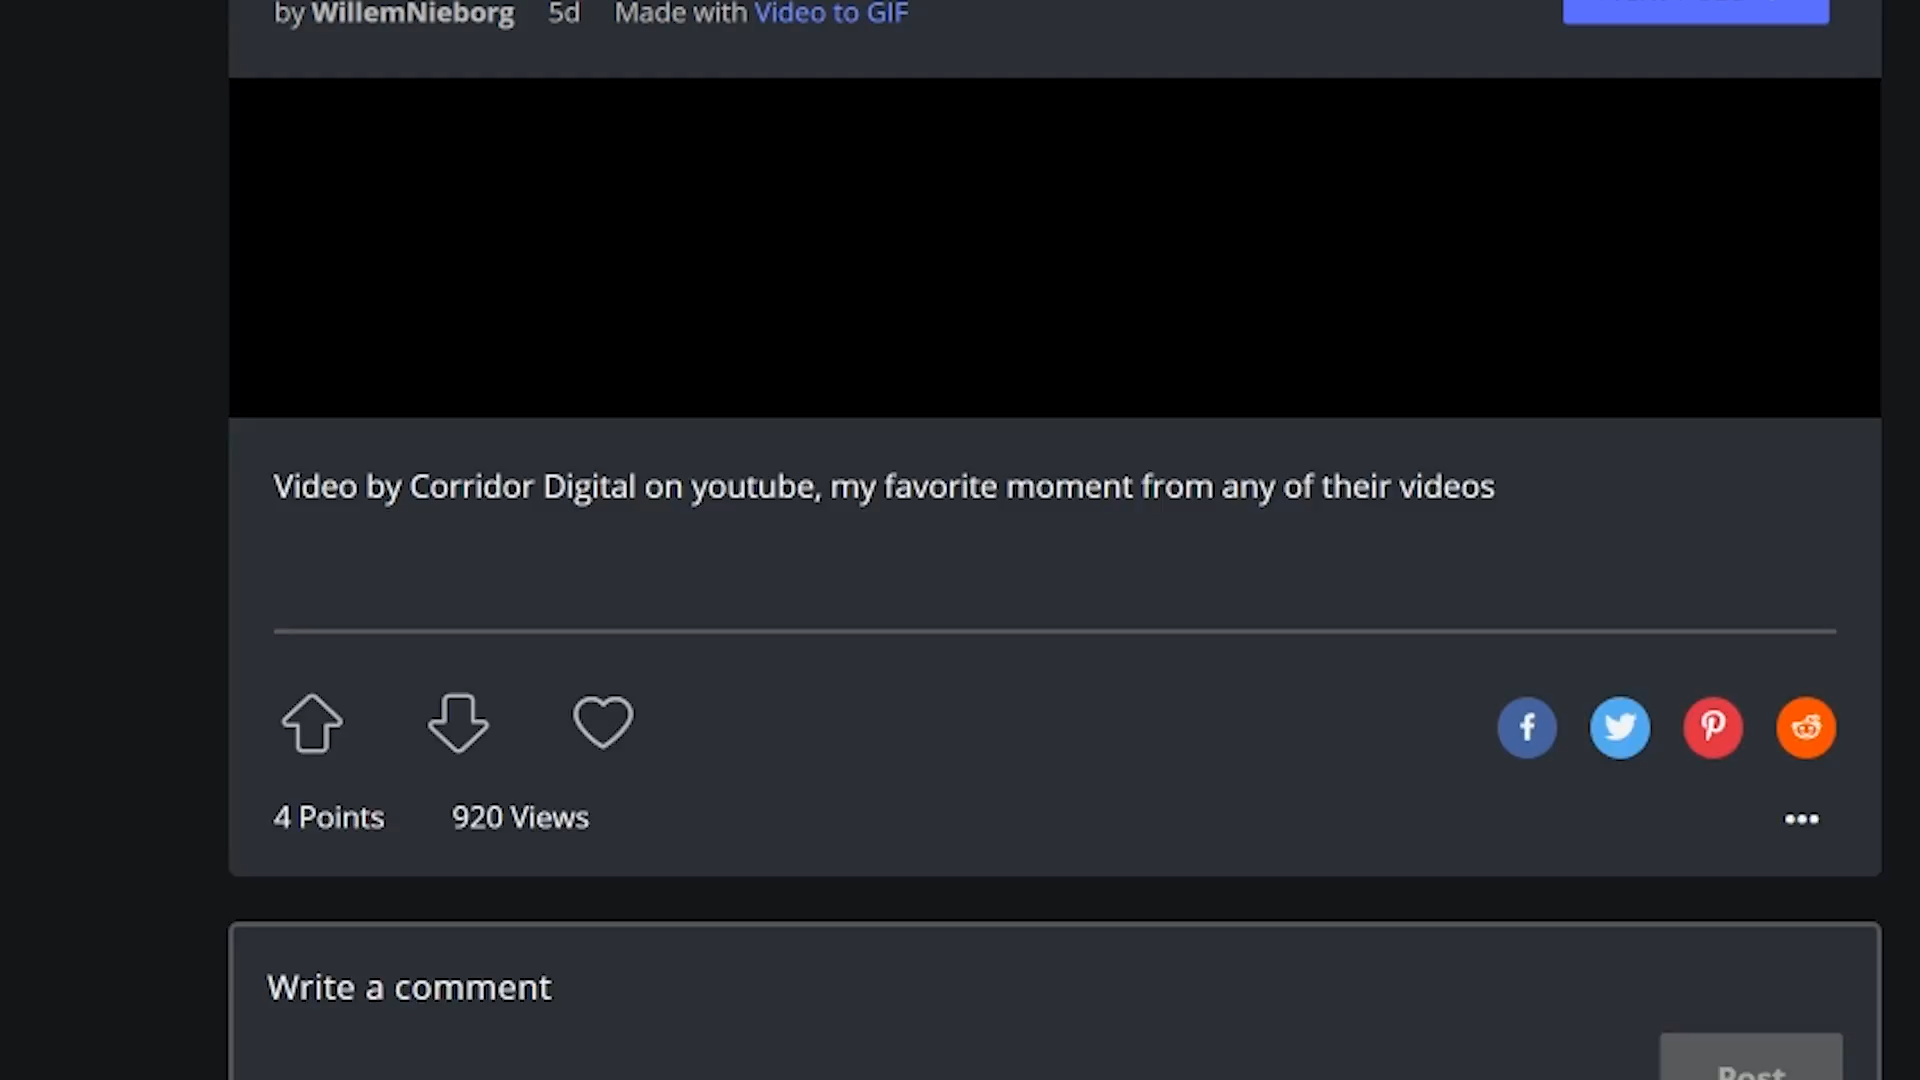 by WillemNieborg 5d Made with Video to GIF
Video by Corridor Digital on youtube, my favorite moment from any of their videos
4 Points 920 Views
Write a comment
Post